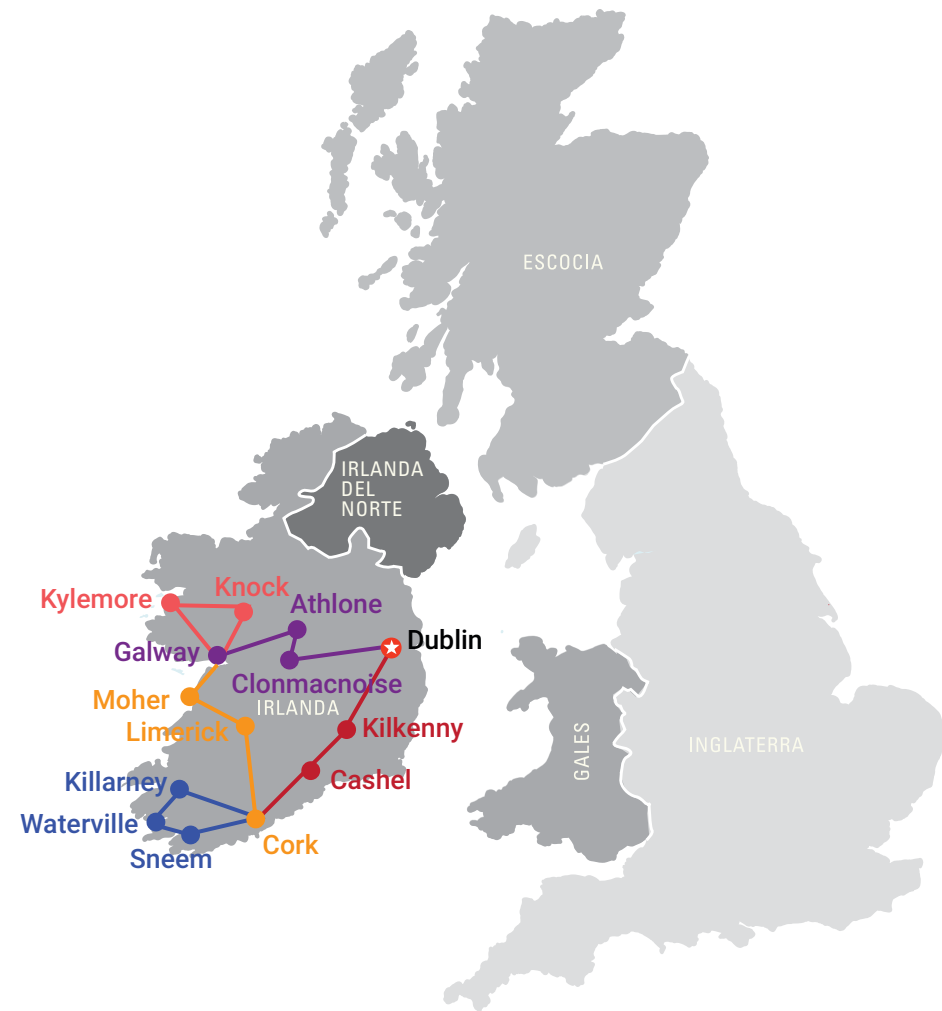 ESCOCIA
IRLANDA
DEL
NORTE
Knock
Kylemore
Athlone
Dublin
Galway
Clonmacnoise
Moher
IRLANDA
Limerick
Kilkenny
GALES
INGLATERRA
Killarney
Cashel
Waterville
Cork
Sneem